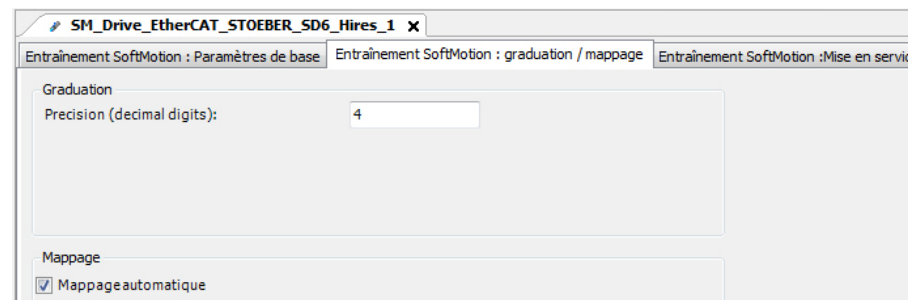 SM_Drive_EtherCAT_STOEBER_SD6_Hires_1 X
Entraînement SoftMotion : Paramètres de base Entraînement SoftMotion : graduation / mappage Entraînement SoftMotion :Mise en servic
Graduation
Precision (decimal digits): 4
Mappage
Mappage automatique